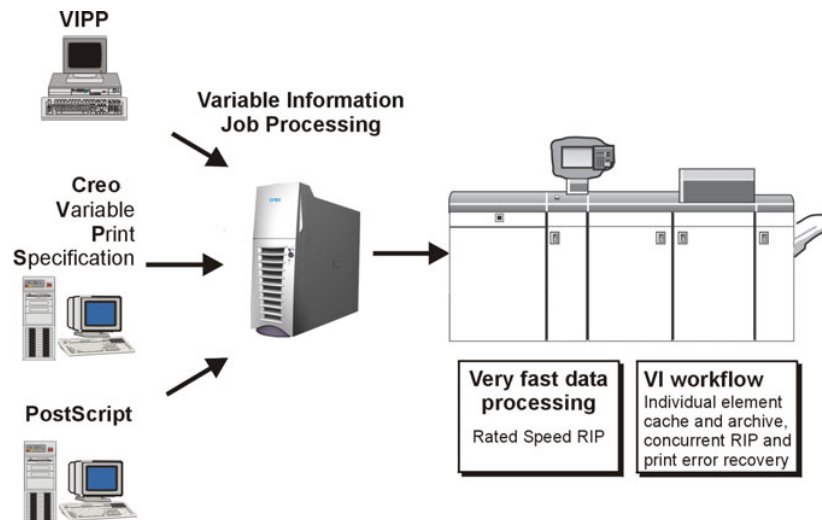 VIPP
Variable Information
Job Processing
Creo
Variable
Print
Specification
PostScript
Very fast data
processing
Rated Speed RIP
VI workflow
Individual element
cache and archive,
concurrent RIP and
print error recovery